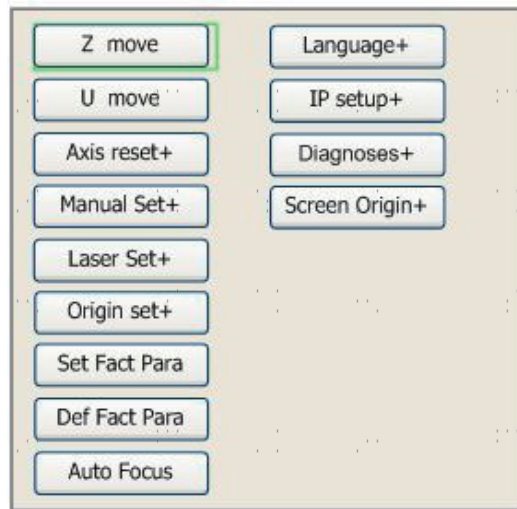 Z move
U move
Axis reset+
Manual Set+
Laser Set+
Origin set+
Set Fact Para
Def Fact Para
Auto Focus
Language+
IP setup+
Diagnoses+
Screen Origin+